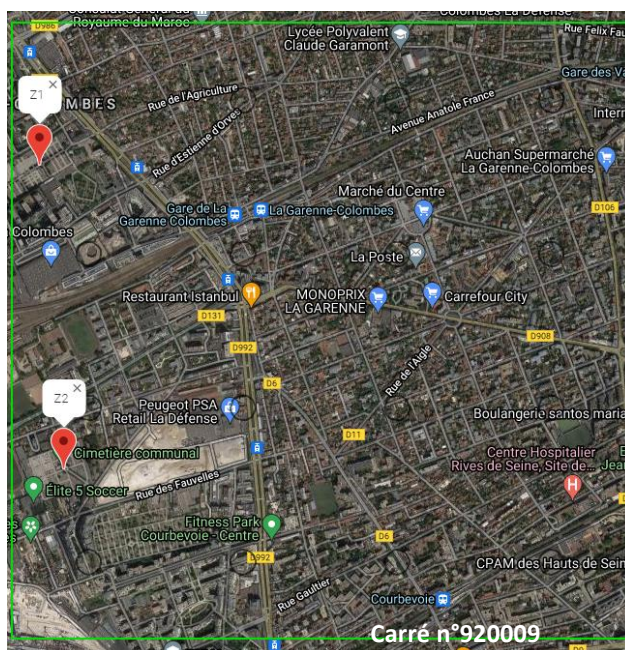 Royaume du Maroc
D986
Lycée Polyvalent
Claude Garamont
Colombes La Défense
Rue Felix Fau
Gare des Va
Z1
Rue de l'Agriculture
Avenue Anatole France
Intern
Rue d'Estienne d'Orves
Auchan Supermarché
La Garenne-Colombes
Marché du Centre
Gare de La
Garenne Colombes
La Garenne-Colombes
D106
Colombes
La Poste
Restaurant Istanbul
MONOPRIX
LA GARENNE
Carrefour City
D131
D992
D908
Rue de l'Aigle
D6
Z2
Peugeot PSA
Retail La Défense
Boulangerie santos maria
D11
Cimetière communal
Centre Hospitalier
Rives de Seine, Site de...
Jear
Rue des Fauvelles
Élite 5 Soccer
Fitness Park
Courbevoie - Centre
D992
D6
CPAM des Hauts de Sein
Rue Gaultier
Courbevoie
Carré n°920009